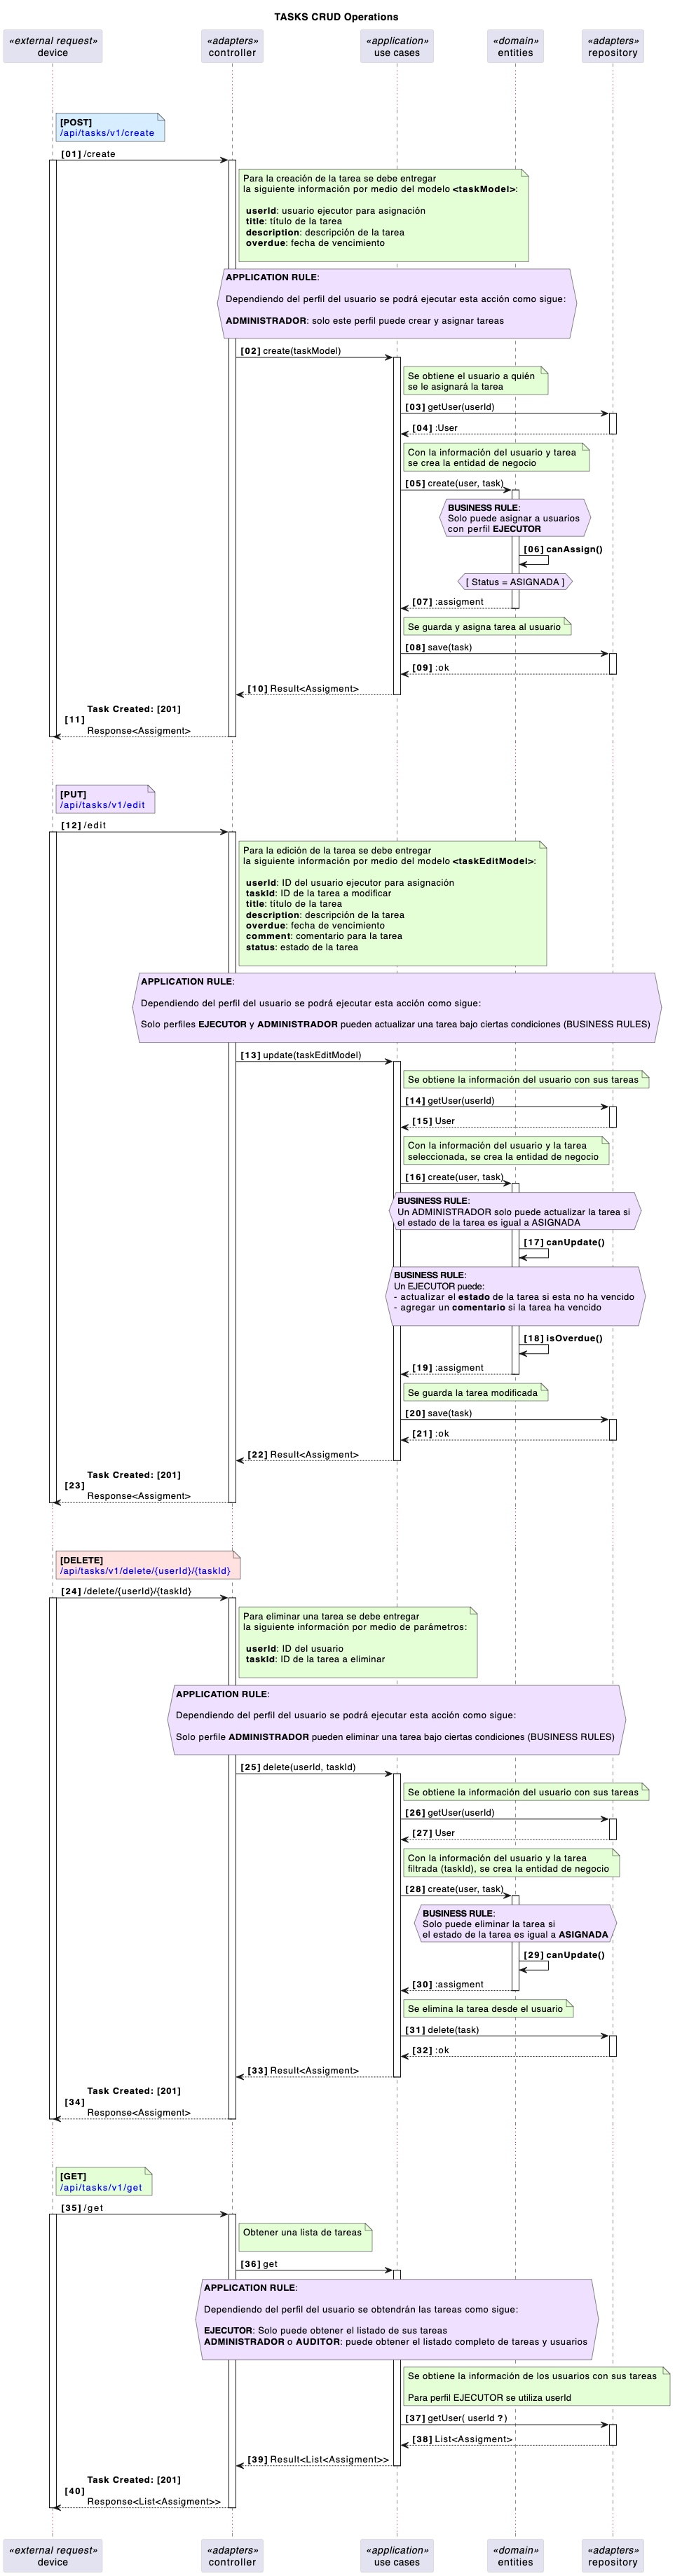 TASKS CRUD Operations
«external request»
device
«adapters»
controller
«application»
use cases
«domain»
entities
«adapters»
repository
[POST]
/api/tasks/v1/create
[01] /create
Para la creación de la tarea se debe entregar
la siguiente información por medio del modelo <taskModel>:
userId: usuario ejecutor para asignación
title: título de la tarea
description: descripción de la tarea
overdue: fecha de vencimiento
APPLICATION RULE:
Dependiendo del perfil del usuario se podrá ejecutar esta acción como sigue:
ADMINISTRADOR: solo este perfil puede crear y asignar tareas
[02] create(taskModel)
Se obtiene el usuario a quién
se le asignará la tarea
[03] getUser(userId)
[04] :User
Con la información del usuario y tarea
se crea la entidad de negocio
[05] create(user, task)
BUSINESS RULE:
Solo puede asignar a usuarios
con perfil EJECUTOR
[06] canAssign()
[ Status = ASIGNADA ]
[07] :assigment
Se guarda y asigna tarea al usuario
[08] save(task)
[09] :ok
[10] Result<Assigment>
Task Created: [201]
[11]
Response<Assigment>
[PUT]
/api/tasks/v1/edit
[12] /edit
Para la edición de la tarea se debe entregar
la siguiente información por medio del modelo <taskEditModel>:
userId: ID del usuario ejecutor para asignación
taskId: ID de la tarea a modificar
title: título de la tarea
description: descripción de la tarea
overdue: fecha de vencimiento
comment: comentario para la tarea
status: estado de la tarea
APPLICATION RULE:
Dependiendo del perfil del usuario se podrá ejecutar esta acción como sigue:
Solo perfiles EJECUTOR y ADMINISTRADOR pueden actualizar una tarea bajo ciertas condiciones (BUSINESS RULES)
[13] update(taskEditModel)
Se obtiene la información del usuario con sus tareas
[14] getUser(userId)
[15] User
Con la información del usuario y la tarea
seleccionada, se crea la entidad de negocio
[16] create(user, task)
BUSINESS RULE:
Un ADMINISTRADOR solo puede actualizar la tarea si
el estado de la tarea es igual a ASIGNADA
[17] canUpdate()
BUSINESS RULE:
Un EJECUTOR puede:
- actualizar el estado de la tarea si esta no ha vencido
- agregar un comentario si la tarea ha vencido
[18] isOverdue()
[19] :assigment
Se guarda la tarea modificada
[20] save(task)
[21] :ok
[22] Result<Assigment>
Task Created: [201]
[23]
Response<Assigment>
[DELETE]
/api/tasks/v1/delete/{userId}/{taskId}
[24] /delete/{userId}/{taskId}
Para eliminar una tarea se debe entregar
la siguiente información por medio de parámetros:
userId: ID del usuario
taskId: ID de la tarea a eliminar
APPLICATION RULE:
Dependiendo del perfil del usuario se podrá ejecutar esta acción como sigue:
Solo perfile ADMINISTRADOR pueden eliminar una tarea bajo ciertas condiciones (BUSINESS RULES)
[25] delete(userId, taskId)
Se obtiene la información del usuario con sus tareas
[26] getUser(userId)
[27] User
Con la información del usuario y la tarea
filtrada (taskId), se crea la entidad de negocio
[28] create(user, task)
BUSINESS RULE:
Solo puede eliminar la tarea si
el estado de la tarea es igual a ASIGNADA
[29] canUpdate()
[30] :assigment
Se elimina la tarea desde el usuario
[31] delete(task)
[32] :ok
[33] Result<Assigment>
Task Created: [201]
[34]
Response<Assigment>
[GET]
/api/tasks/v1/get
[35] /get
Obtener una lista de tareas
[36] get
APPLICATION RULE:
Dependiendo del perfil del usuario se obtendrán las tareas como sigue:
EJECUTOR: Solo puede obtener el listado de sus tareas
ADMINISTRADOR o AUDITOR: puede obtener el listado completo de tareas y usuarios
Se obtiene la información de los usuarios con sus tareas
Para perfil EJECUTOR se utiliza userId
[37] getUser( userId ? )
[38] List<Assigment>
[39] Result<List<Assigment>>
Task Created: [201]
[40]
Response<List<Assigment>>
«external request»
device
«adapters»
controller
«application»
use cases
«domain»
entities
«adapters»
repository